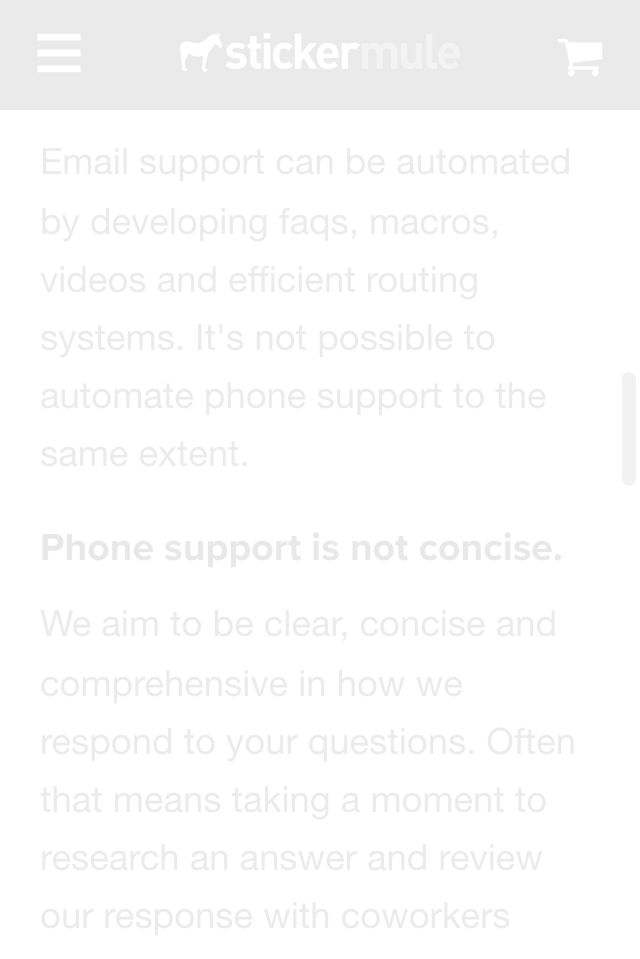 stickermule
Email support can be automated
by developing faqs, macros,
videos and efficient routing
systems. It's not possible to
automate phone support to the
same extent.
Phone support is not concise.
We aim to be clear, concise and
comprehensive in how we
respond to your questions. Often
that means taking a moment to
research an answer and review
our response with coworkers